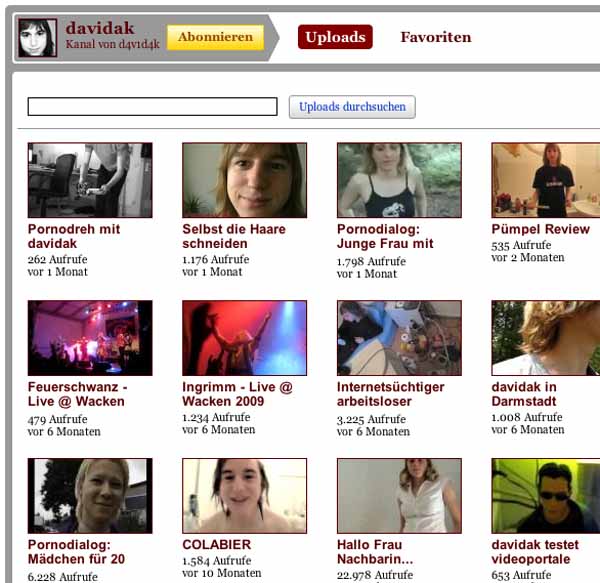 davidak
Kanal von d4v1d4k
Abonnieren
Uploads
Favoriten
Uploads durchsuchen
Pornodreh mit
davidak
262 Aufrufe
vor 1 Monat
Selbst die Haare
schneiden
1.176 Aufrufe
vor 1 Monat
Pornodialog:
Junge Frau mit
1.798 Aufrufe
vor 1 Monat
Pümpel Review
535 Aufrufe
vor 2 Monaten
Feuerschwanz -
Live @ Wacken
479 Aufrufe
vor 6 Monaten
Ingrimm - Live @
Wacken 2009
1.234 Aufrufe
vor 6 Monaten
Internetsüchtiger
arbeitsloser
3.225 Aufrufe
vor 6 Monaten
davidak in
Darmstadt
1.008 Aufrufe
vor 6 Monaten
Pornodialog:
Mädchen für 20
6.228 Aufrufe
COLABIER
1.584 Aufrufe
vor 10 Monaten
Hallo Frau
Nachbarin...
22.978 Aufrufe
davidak testet
videoportale
653 Aufrufe